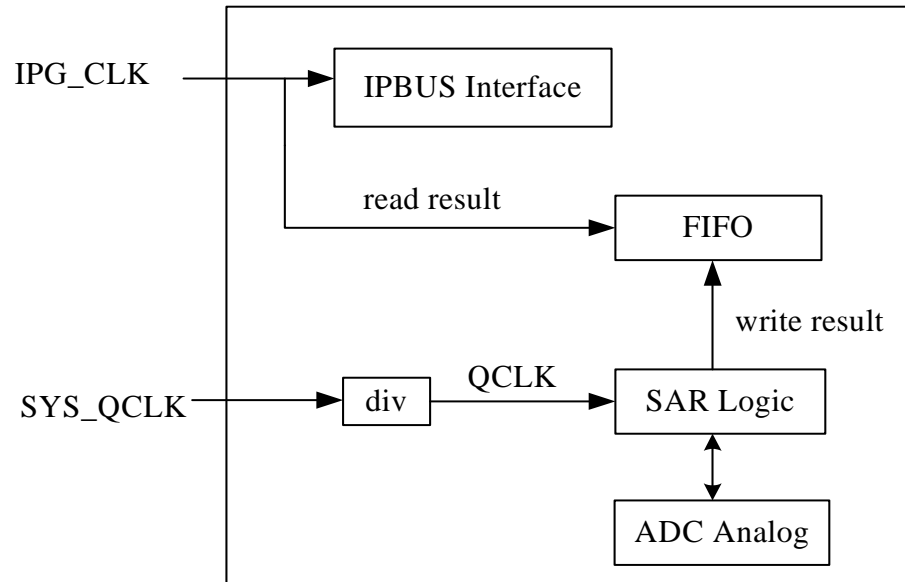 IPG_CLK
IPBUS Interface
read result
FIFO
write result
SYS_QCLK
div
QCLK
SAR Logic
ADC Analog